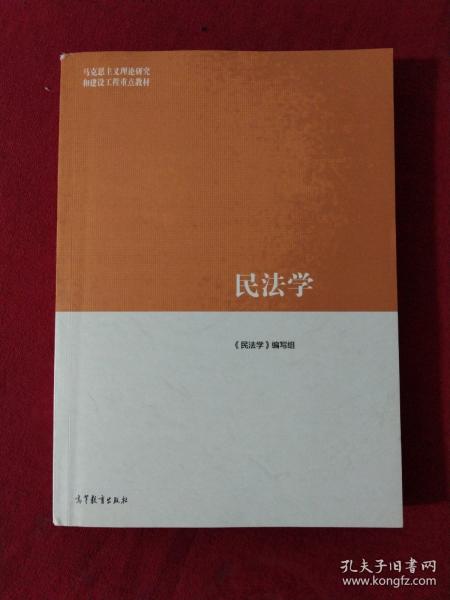 马克思主义理论研究
和建设工程重点教材
民法学
《民法学》编写组
高等教育出版社
孔夫子旧书网
www.kongfz.com